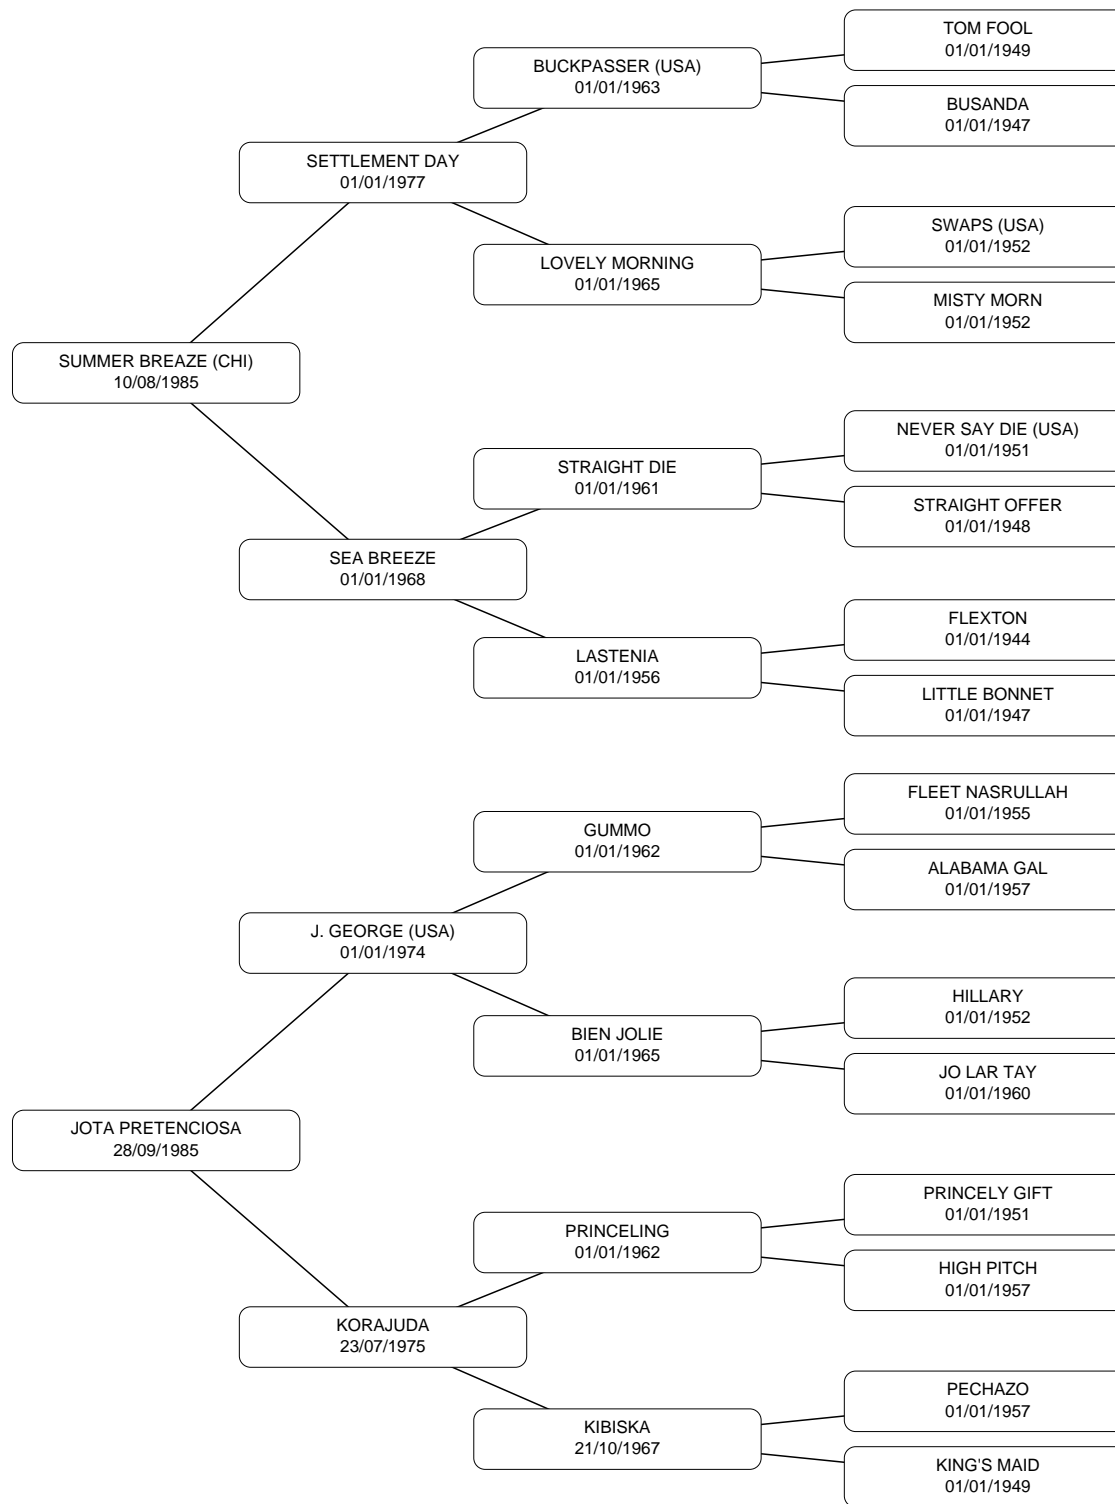 TOM FOOL
01/01/1949
BUCKPASSER (USA)
01/01/1963
BUSANDA
01/01/1947
SETTLEMENT DAY
01/01/1977
SWAPS (USA)
01/01/1952
LOVELY MORNING
01/01/1965
MISTY MORN
01/01/1952
SUMMER BREAZE (CHI)
10/08/1985
NEVER SAY DIE (USA)
01/01/1951
STRAIGHT DIE
01/01/1961
STRAIGHT OFFER
01/01/1948
SEA BREEZE
01/01/1968
FLEXTON
01/01/1944
LASTENIA
01/01/1956
LITTLE BONNET
01/01/1947
FLEET NASRULLAH
01/01/1955
GUMMO
01/01/1962
ALABAMA GAL
01/01/1957
J. GEORGE (USA)
01/01/1974
HILLARY
01/01/1952
BIEN JOLIE
01/01/1965
JO LAR TAY
01/01/1960
JOTA PRETENCIOSA
28/09/1985
PRINCELY GIFT
01/01/1951
PRINCELING
01/01/1962
HIGH PITCH
01/01/1957
KORAJUDA
23/07/1975
PECHAZO
01/01/1957
KIBISKA
21/10/1967
KING'S MAID
01/01/1949